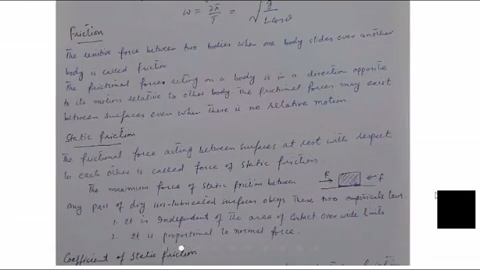 ω = 2π/T = √g/Lcosθ
Friction
The resistive force between two bodies when one body slides over another
body is called friction
The frictional forces acting on a body is in a direction opposite
to its motion relative to other body. The frictional forces may exist
between surfaces even when there is no relative motion
Static friction
The frictional force acting between surfaces at rest with respect
to each other is called force of static friction
The maximum force of static friction between
any pair of dry un-lubricated surfaces obeys these two empirical laws
1. It is independent of the area of contact over wide limits
2. It is proportional to normal force.
Coefficient of Static friction